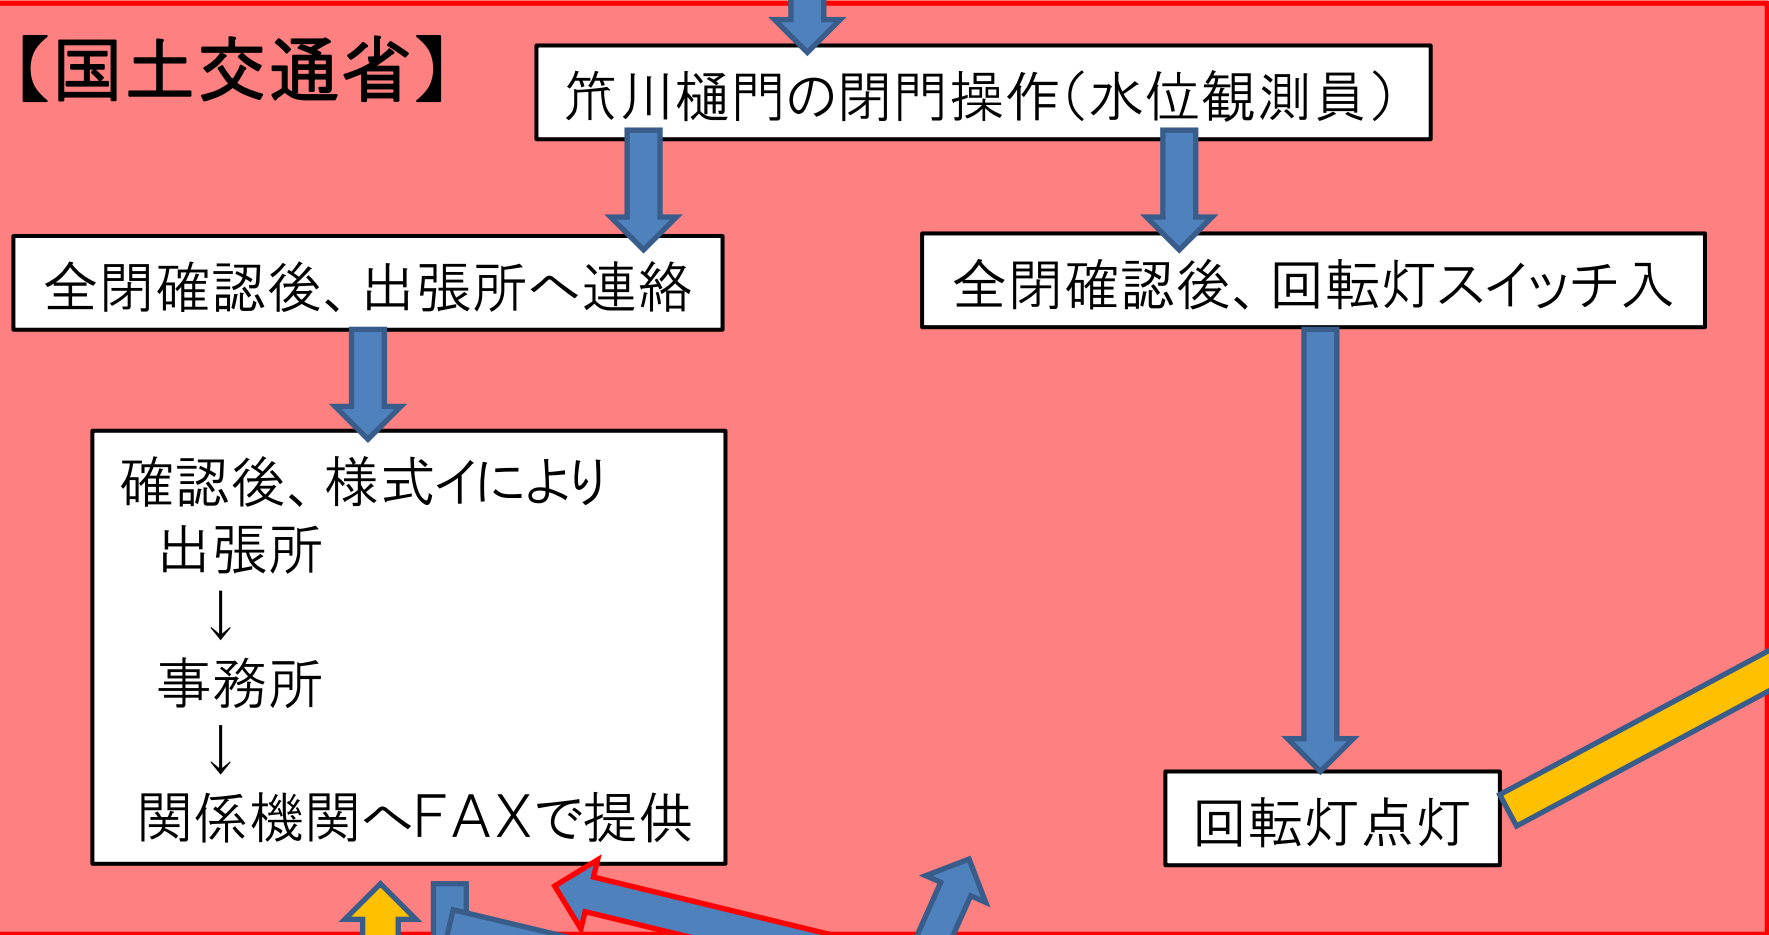 【国土交通省】
笊川樋門の閉門操作(水位観測員)
全閉確認後、出張所へ連絡
全閉確認後、回転灯スイッチ入
確認後、様式イにより
出張所
↓
事務所
↓
関係機関へFAXで提供
回転灯点灯